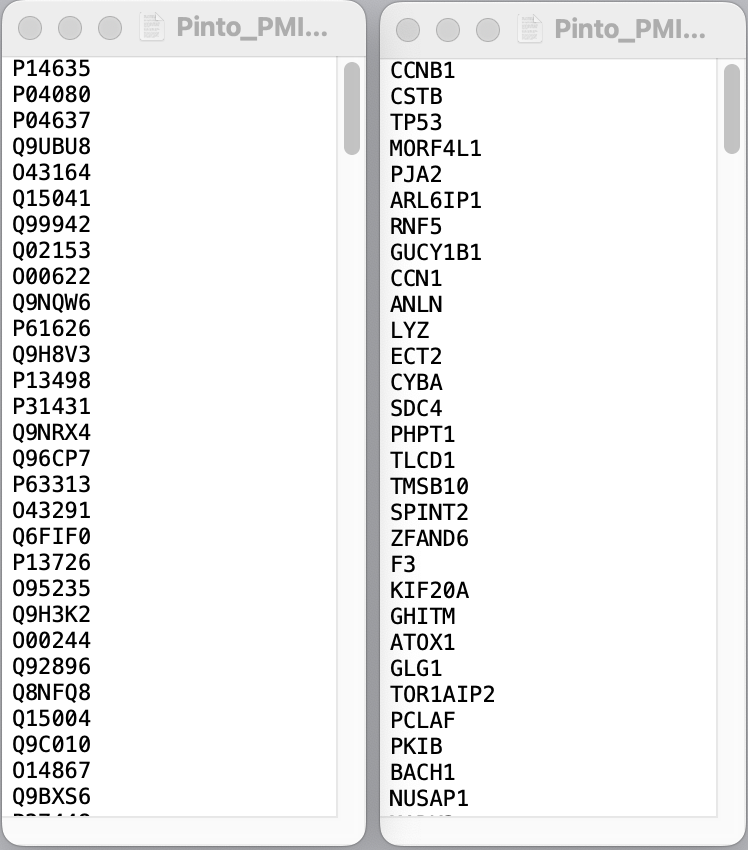 Pinto_PMI...
P14635
P04080
P04637
Q9UBU8
O43164
Q15041
Q99942
Q02153
O00622
Q9NQW6
P61626
Q9H8V3
P13498
P31431
Q9NRX4
Q96CP7
P63313
O43291
Q6FIF0
P13726
O95235
Q9H3K2
O00244
Q92896
Q8NFQ8
Q15004
Q9C010
O14867
Q9BXS6
Pinto_PMI...
CCNB1
CSTB
TP53
MORF4L1
PJA2
ARL6IP1
RNF5
GUCY1B1
CCN1
ANLN
LYZ
ECT2
CYBA
SDC4
PHPT1
TLCD1
TMSB10
SPINT2
ZFAND6
F3
KIF20A
GHITM
ATOX1
GLG1
TOR1AIP2
PCLAF
PKIB
BACH1
NUSAP1